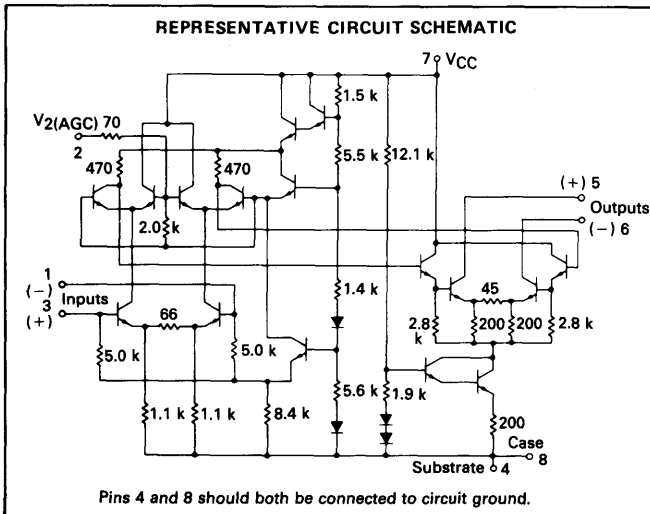 REPRESENTATIVE CIRCUIT SCHEMATIC
7 VCC
1.5 k
V2(AGC) 70
2
470
470
5.5 k
12.1 k
(+) 5
Outputs
(−) 6
2.0 k
45
1
(−)
Inputs
3
(+)
66
1.4 k
2.8 k
200
200
2.8 k
5.0 k
5.0 k
5.6 k
1.9 k
1.1 k
1.1 k
8.4 k
200
Case
8
Substrate
4
Pins 4 and 8 should both be connected to circuit ground.